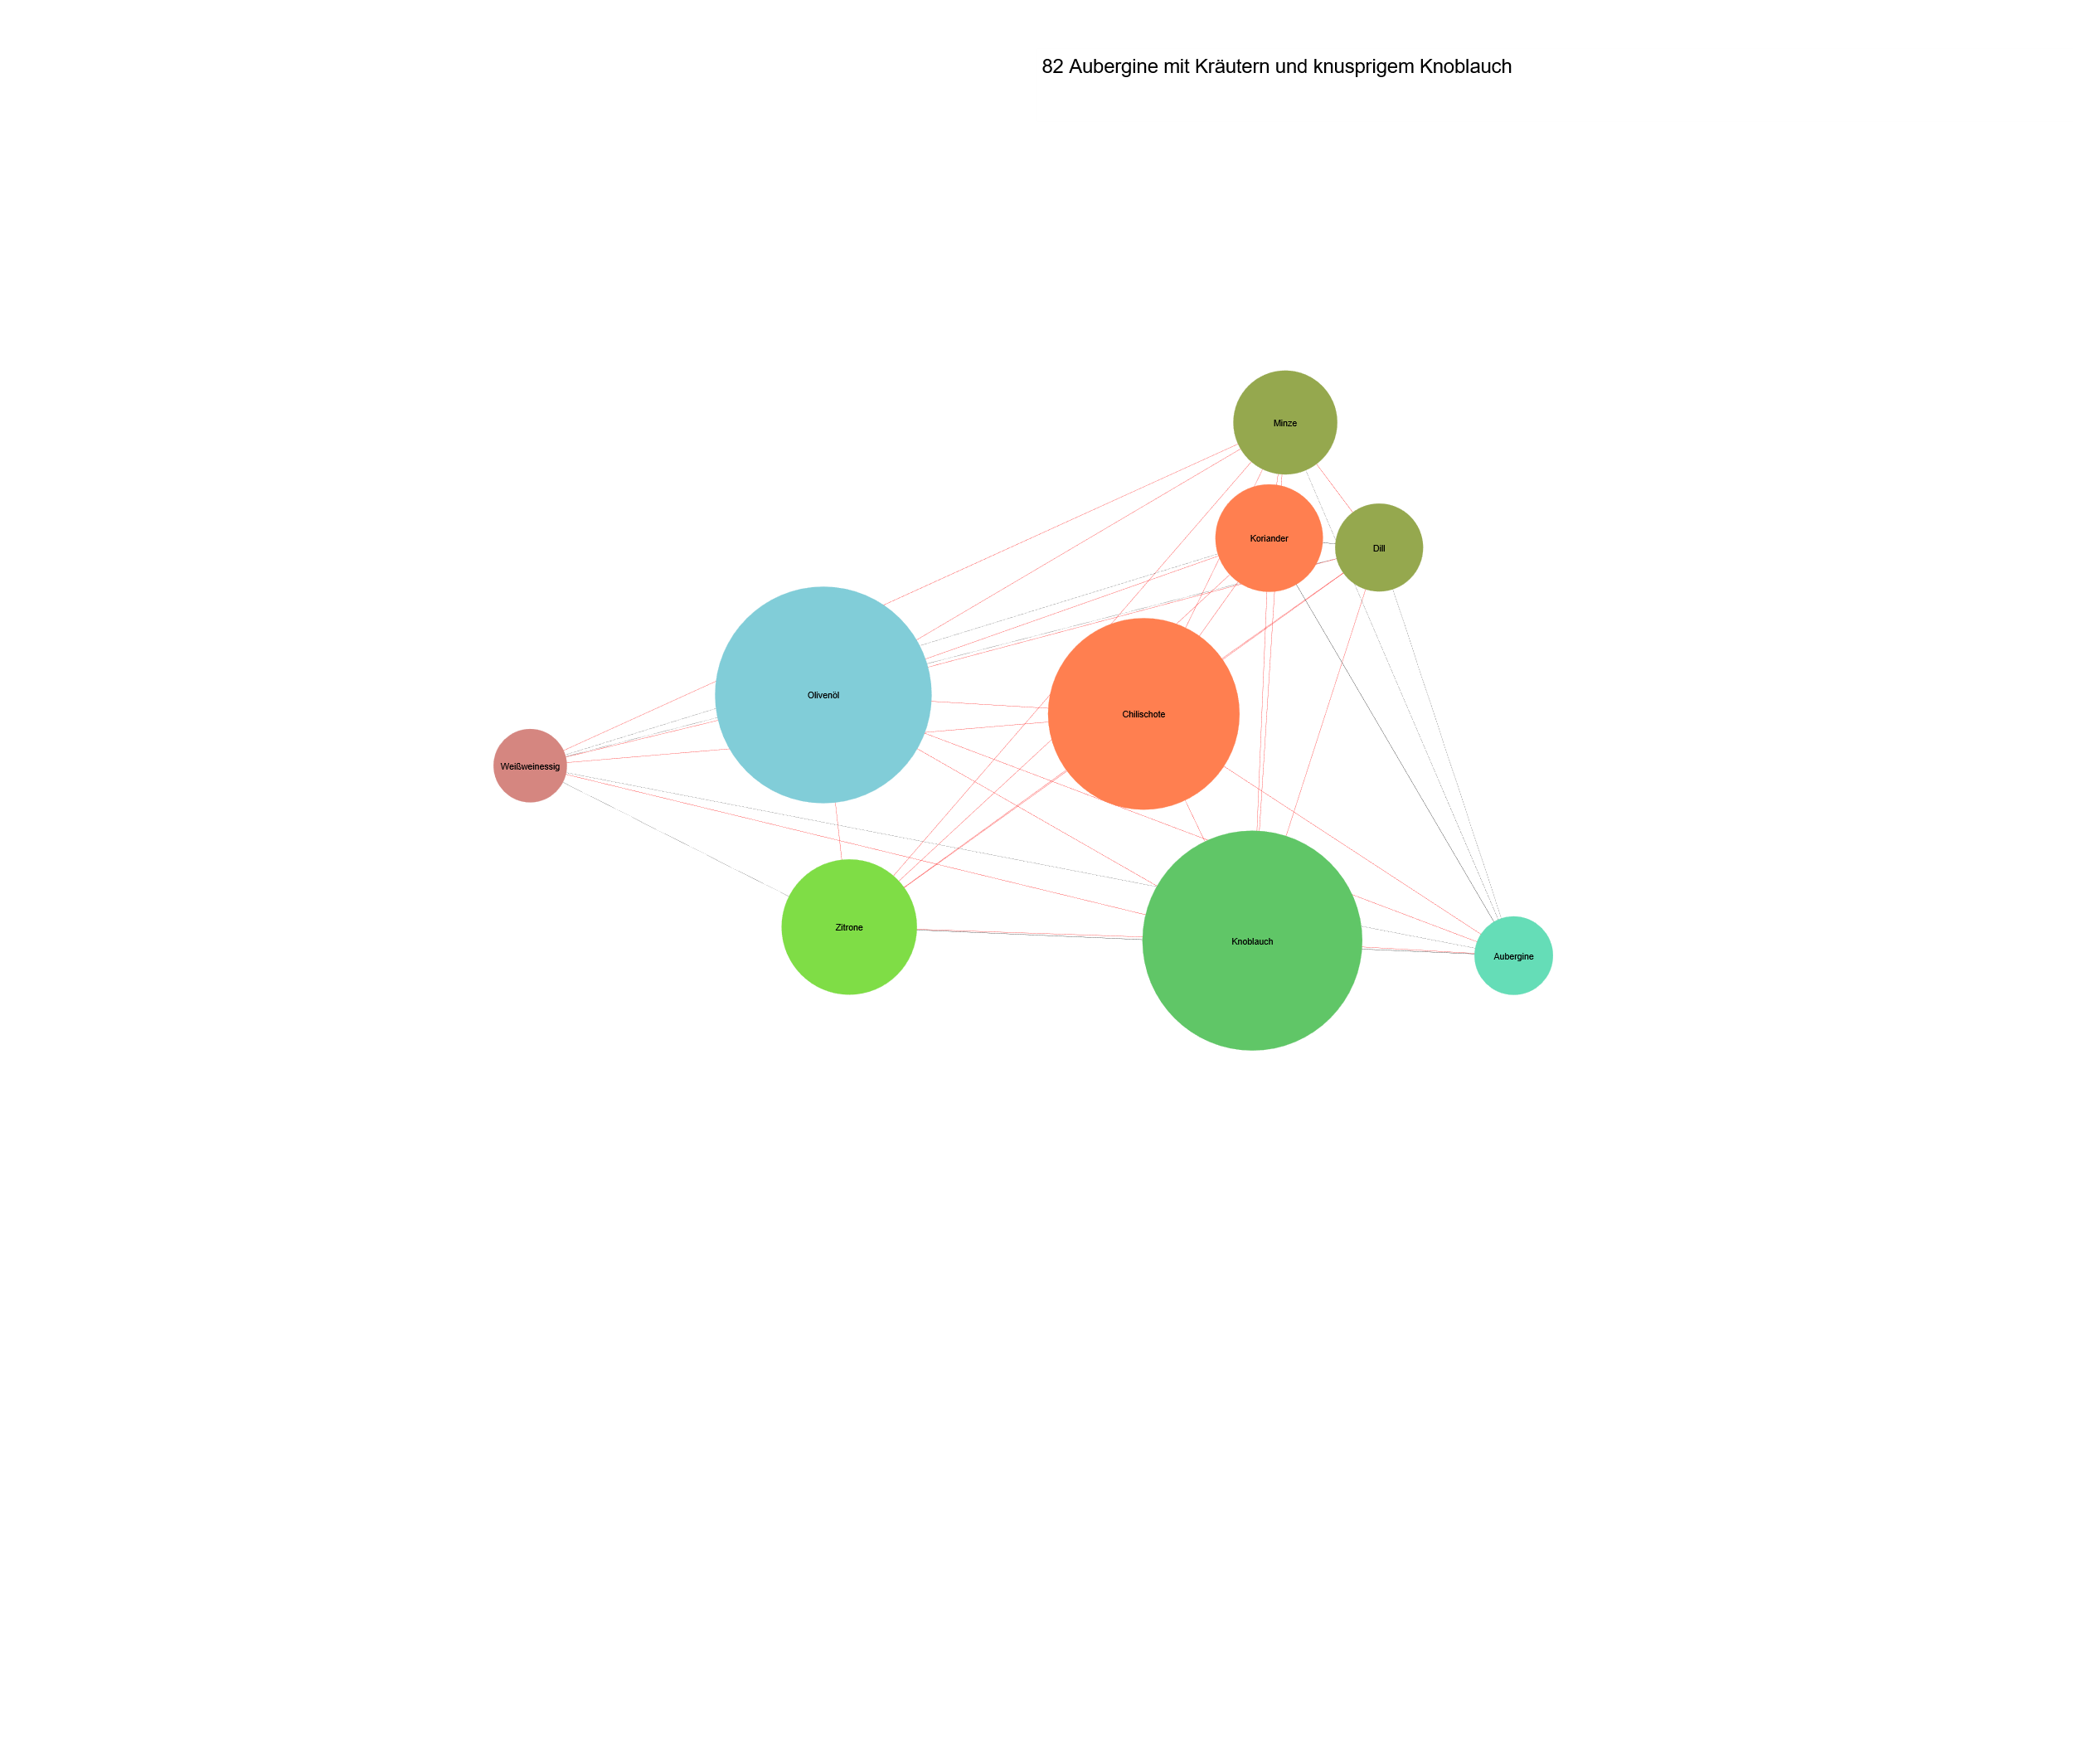 82 Aubergine mit Kräutern und knusprigem Knoblauch
Minze
Koriander
Dill
Olivenöl
Chilischote
Weißweinessig
Zitrone
Knoblauch
Aubergine